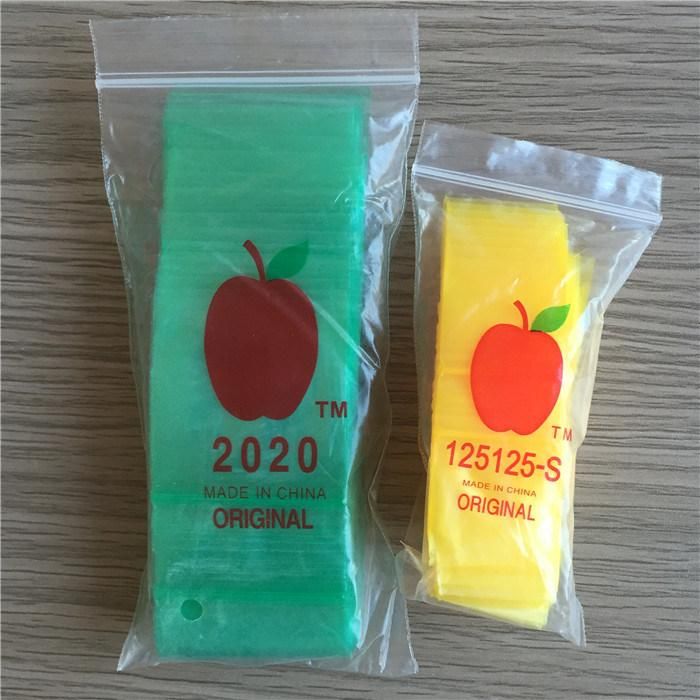 TM
2020
MADE IN CHINA
ORIGINAL
TM
125125-S
MADE IN CHINA
ORIGINAL